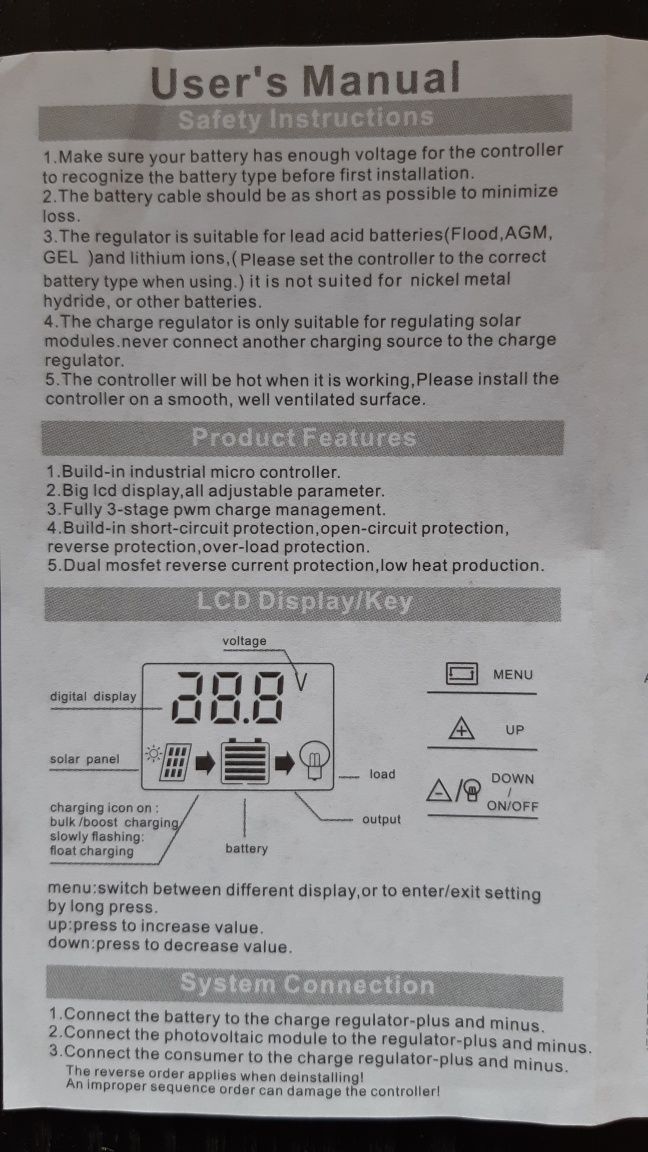 User's Manual
Safety Instructions
1.Make sure your battery has enough voltage for the controller
to recognize the battery type before first installation.
2.The battery cable should be as short as possible to minimize
loss.
3.The regulator is suitable for lead acid batteries(Flood,AGM,
GEL )and lithium ions,(Please set the controller to the correct
battery type when using.) it is not suited for nickel metal
hydride, or other batteries.
4.The charge regulator is only suitable for regulating solar
modules.never connect another charging source to the charge
regulator.
5.The controller will be hot when it is working,Please install the
controller on a smooth, well ventilated surface.
Product Features
1.Build-in industrial micro controller.
2.Big lcd display,all adjustable parameter.
3.Fully 3-stage pwm charge management.
4.Build-in short-circuit protection,open-circuit protection,
reverse protection,over-load protection.
5.Dual mosfet reverse current protection,low heat production.
LCD Display/Key
voltage
digital display
38.8 V
solar panel
load
charging icon on :
bulk /boost charging
slowly flashing:
float charging
battery
output
MENU
UP
DOWN
/
ON/OFF
menu:switch between different display,or to enter/exit setting
by long press.
up:press to increase value.
down:press to decrease value.
System Connection
1.Connect the battery to the charge regulator-plus and minus.
2.Connect the photovoltaic module to the regulator-plus and minus.
3.Connect the consumer to the charge regulator-plus and minus.
The reverse order applies when deinstalling!
An improper sequence order can damage the controller!